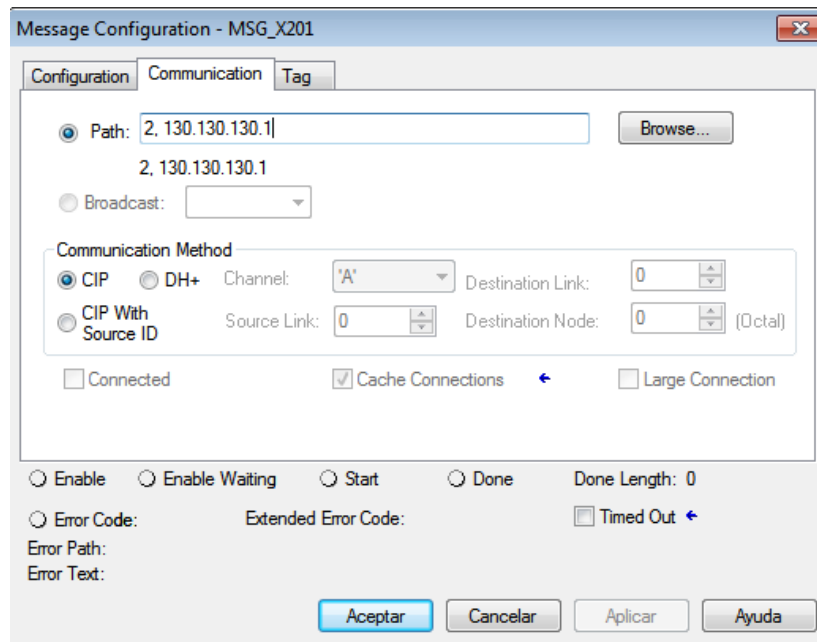 Message Configuration - MSG_X201
Configuration Communication Tag
Path: 2, 130.130.130.1 Browse...
2, 130.130.130.1
Broadcast:
Communication Method
CIP DH+ Channel: 'A' Destination Link: 0
CIP With
Source ID Source Link: 0 Destination Node: 0 (Octal)
Connected Cache Connections Large Connection
Enable Enable Waiting Start Done Done Length: 0
Error Code: Extended Error Code: Timed Out
Error Path:
Error Text:
Aceptar Cancelar Aplicar Ayuda